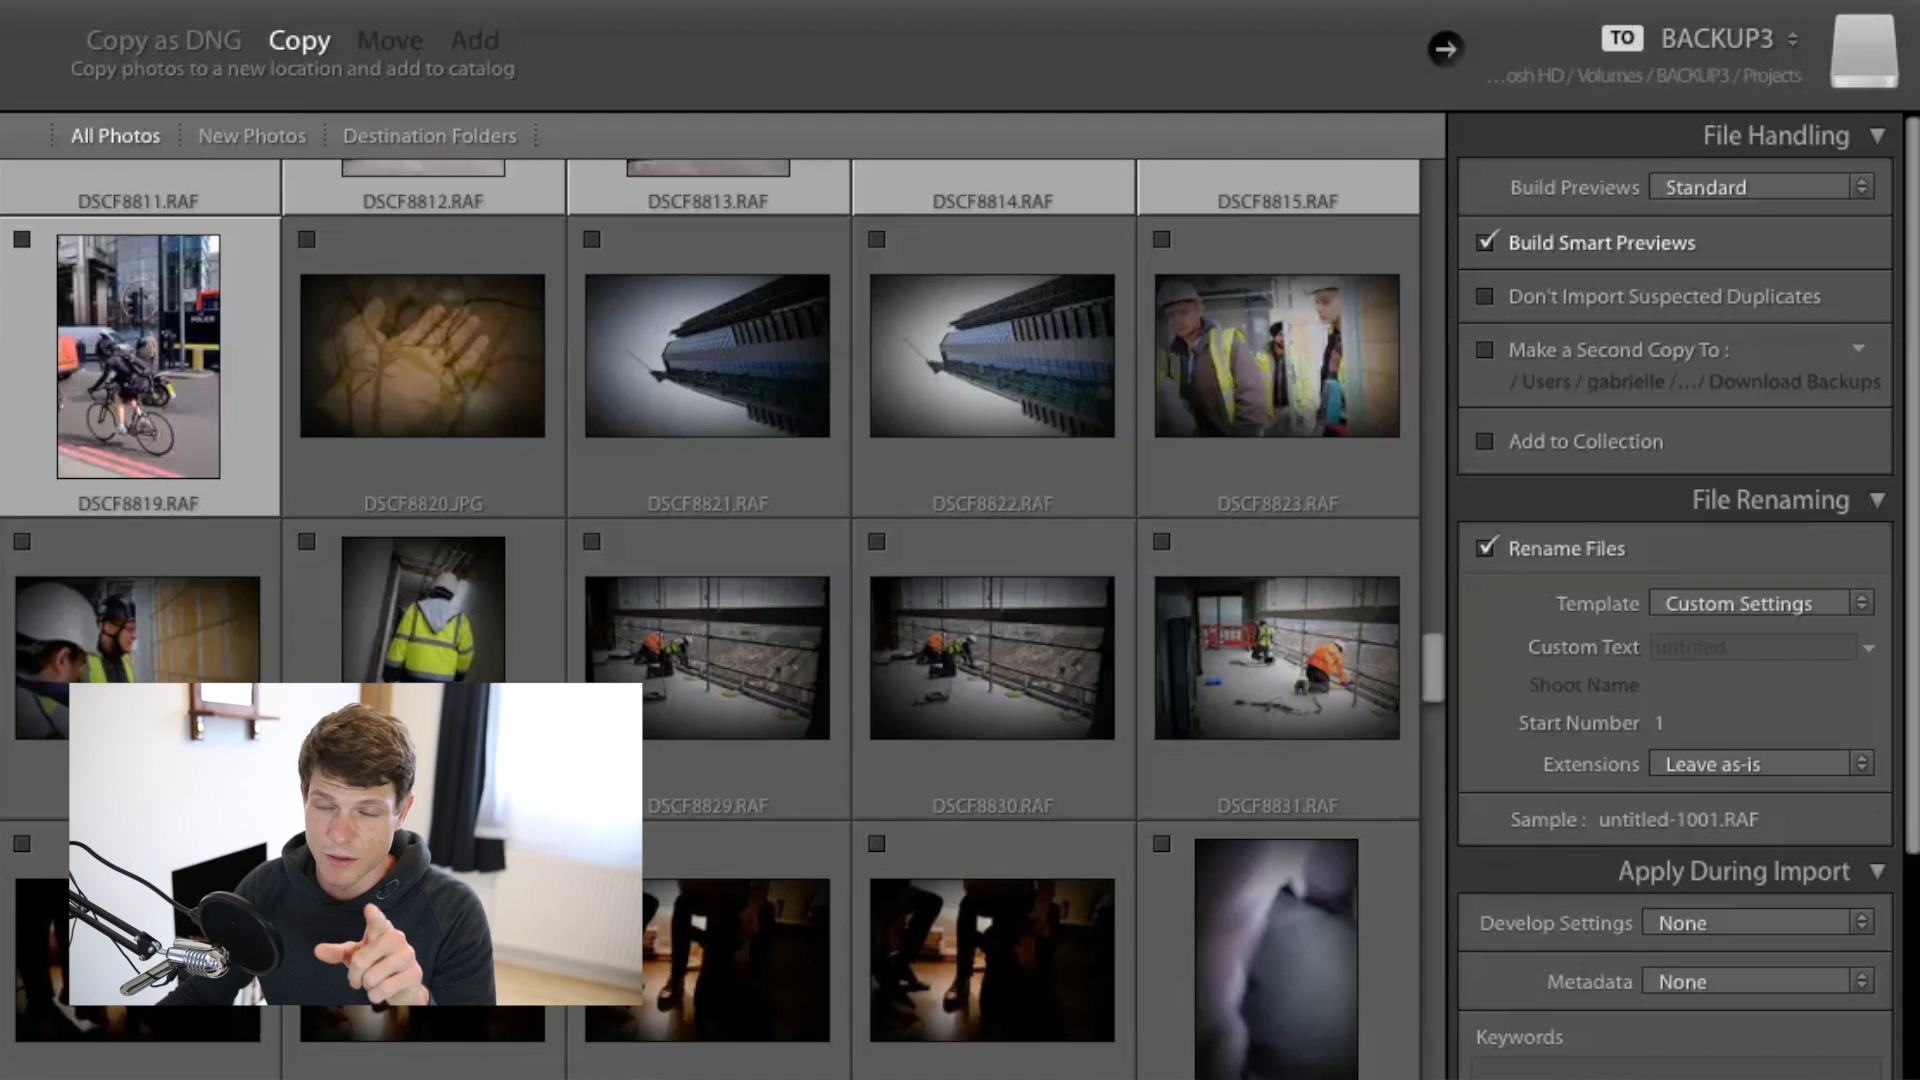 Copy as DNG Copy Move Add
Copy photos to a new location and add to catalog
TO BACKUP3
...osh HD / Volumes / BACKUP3 / Projects
All Photos New Photos Destination Folders
DSCF8811.RAF DSCF8812.RAF DSCF8813.RAF DSCF8814.RAF DSCF8815.RAF
POLICE
DSCF8819.RAF DSCF8820.JPG DSCF8821.RAF DSCF8822.RAF DSCF8823.RAF
DSCF8829.RAF DSCF8830.RAF DSCF8831.RAF
File Handling
Build Previews Standard
Build Smart Previews
Don't Import Suspected Duplicates
Make a Second Copy To :
/ Users / gabrielle /.../ Download Backups
Add to Collection
File Renaming
Rename Files
Template Custom Settings
Custom Text untitled
Shoot Name
Start Number 1
Extensions Leave as-is
Sample : untitled-1001.RAF
Apply During Import
Develop Settings None
Metadata None
Keywords